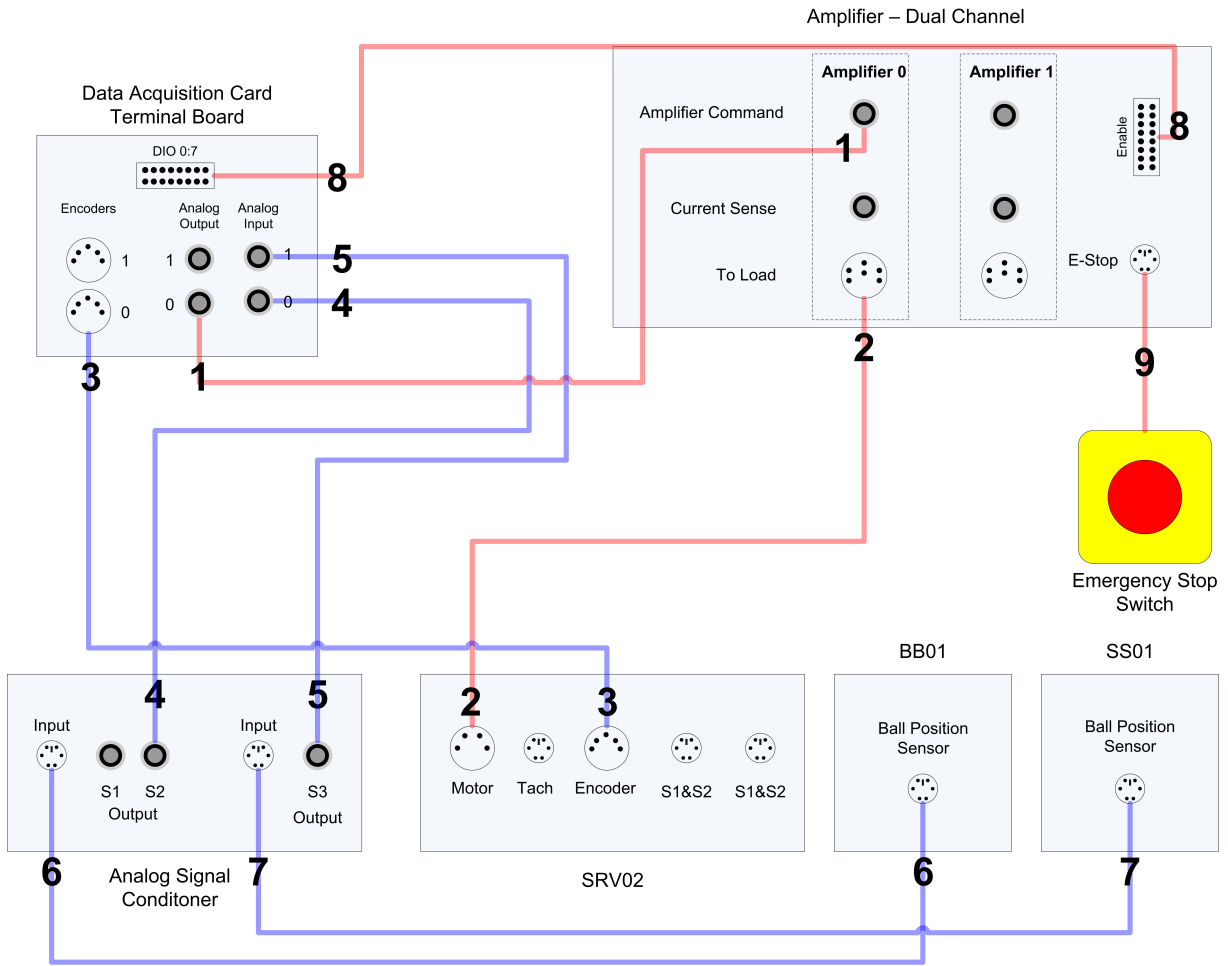 Amplifier – Dual Channel
Data Acquisition Card
Terminal Board
DIO 0:7
8
Encoders
Analog
Output
Analog
Input
1
1
1
5
0
0
0
4
3
1
Amplifier 0
Amplifier 1
Amplifier Command
1
Enable
8
Current Sense
To Load
E-Stop
2
9
Emergency Stop
Switch
4
5
Input
Input
S1
S2
Output
S3
Output
6
7
Analog Signal
Conditoner
2
3
Motor
Tach
Encoder
S1&S2
S1&S2
SRV02
BB01
Ball Position
Sensor
6
SS01
Ball Position
Sensor
7